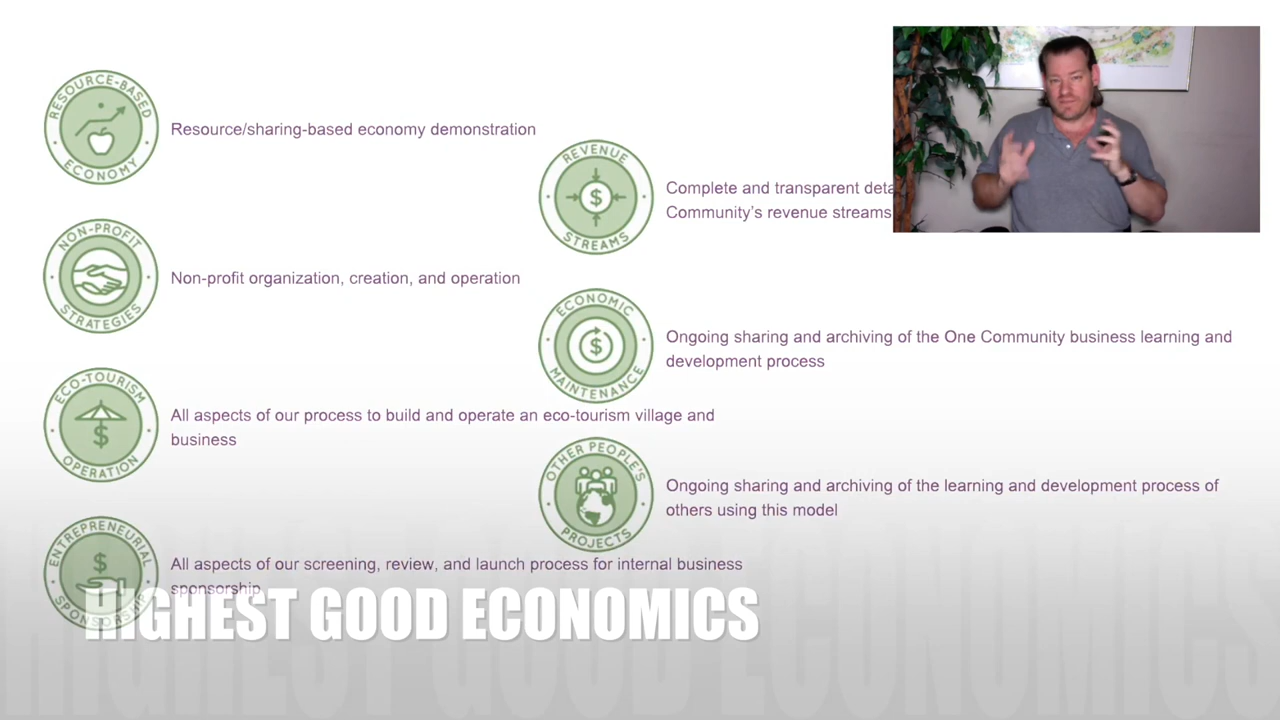 RESOURCE-BASED
ECONOMY
Resource/sharing-based economy demonstration
NON-PROFIT
STRATEGIES
Non-profit organization, creation, and operation
ECO-TOURISM
$
OPERATION
All aspects of our process to build and operate an eco-tourism village and
business
ENTREPRENEURIAL
$
SPONSORSHIP
All aspects of our screening, review, and launch process for internal business
sponsorship
REVENUE
$
STREAMS
Complete and transparent
Community’s revenue streams
ECONOMIC
$
MAINTENANCE
Ongoing sharing and archiving of the One Community business learning and
development process
OTHER PEOPLE'S
PROJECTS
Ongoing sharing and archiving of the learning and development process of
others using this model
HIGHEST GOOD ECONOMICS
HIGHEST GOOD ECONOMICS